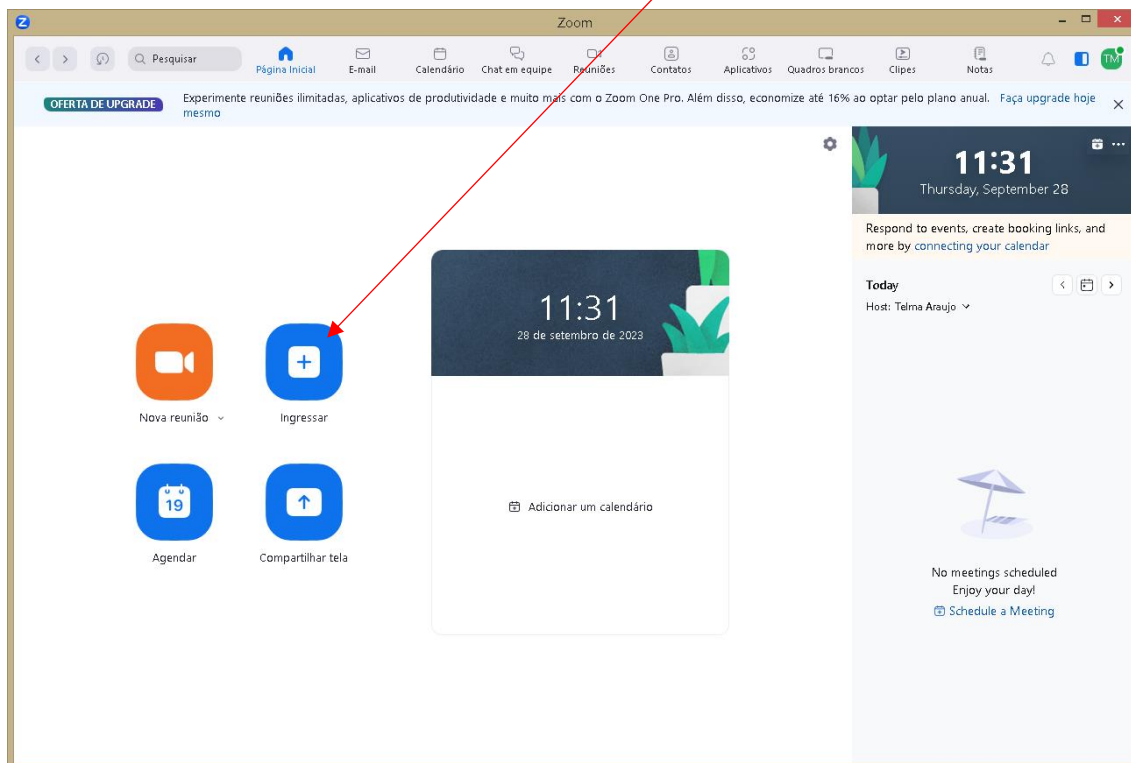 Zoom
Pesquisar
Página Inicial
E-mail
Calendário
Chat em equipe
Reuniões
Contatos
Aplicativos
Quadros brancos
Clipes
Notas
TM
OFERTA DE UPGRADE
Experimente reuniões ilimitadas, aplicativos de produtividade e muito mais com o Zoom One Pro. Além disso, economize até 16% ao optar pelo plano anual. Faça upgrade hoje
mesmo
11:31
Thursday, September 28
Respond to events, create booking links, and
more by connecting your calendar
Today
Host: Telma Araujo
11:31
28 de setembro de 2023
Nova reunião
Ingressar
19
Agendar
Compartilhar tela
Adicionar um calendário
No meetings scheduled
Enjoy your day!
Schedule a Meeting